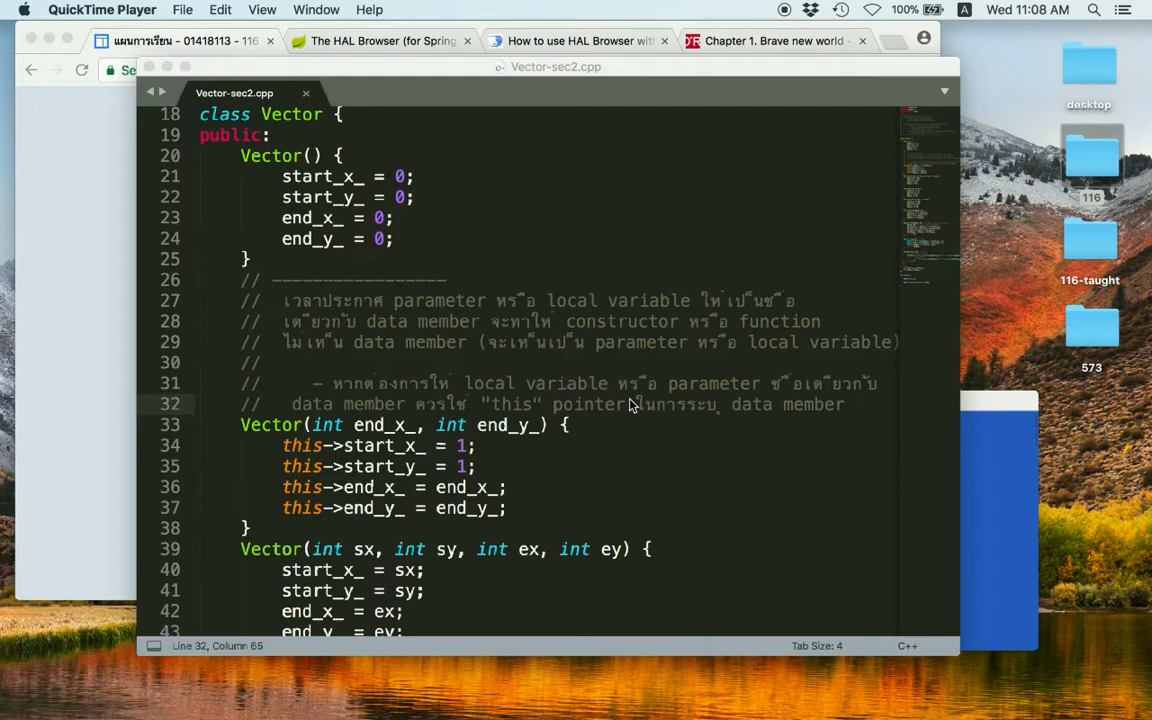 QuickTime Player File Edit View Window Help 100% A Wed 11:08 AM
แผนการเรียน - 01418113 - 116 ×
The HAL Browser (for Spring ×
How to use HAL Browser with ×
Chapter 1. Brave new world - ×
Se
Vector-sec2.cpp
Vector-sec2.cpp ×
18 class Vector {
19 public:
20 Vector() {
21 start_x_ = 0;
22 start_y_ = 0;
23 end_x_ = 0;
24 end_y_ = 0;
25 }
26 // -----------------
27 // เวลาประกาศ parameter หรือ local variable ให้เป็นชื่อ
28 // เดียวกับ data member จะทำให้ constructor หรือ function
29 // ไม่เห็น data member (จะเห็นเป็น parameter หรือ local variable)
30 //
31 // - หากต้องการให้ local variable หรือ parameter ชื่อเดียวกับ
32 // data member ควรใช้ "this" pointer ในการระบุ data member
33 Vector(int end_x_, int end_y_) {
34 this->start_x_ = 1;
35 this->start_y_ = 1;
36 this->end_x_ = end_x_;
37 this->end_y_ = end_y_;
38 }
39 Vector(int sx, int sy, int ex, int ey) {
40 start_x_ = sx;
41 start_y_ = sy;
42 end_x_ = ex;
43 end_y_ = ey;
Line 32, Column 65 Tab Size: 4 C++
desktop
116
116-taught
573